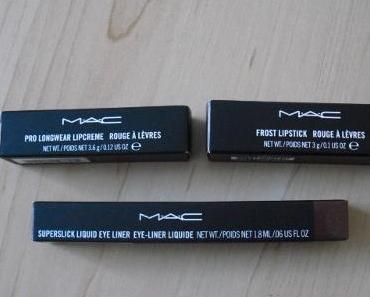 MAC
PRO LONGWEAR LIPCREME ROUGE À LÈVRES
NET WT./POIDS NET 3.6 g/0.12 US OZ e
MAC
FROST LIPSTICK ROUGE À LÈVRES
NET WT./POIDS NET 3 g/0.1 US OZ e
MAC
SUPERSLICK LIQUID EYE LINER EYE-LINER LIQUIDE NET WT./POIDS NET 1.8 ML/.06 US FL OZ